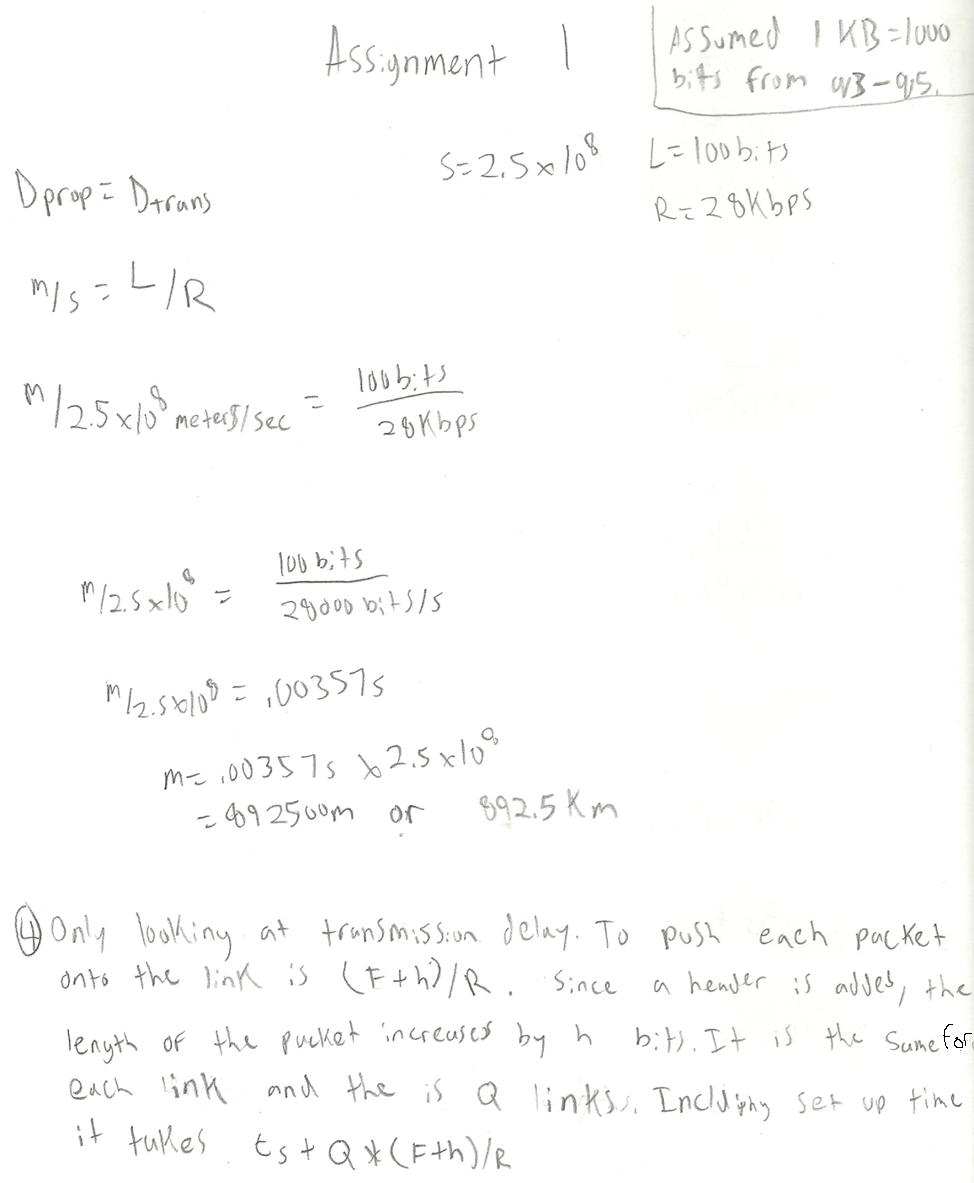 Assignment 1
Assumed 1 KB=1000
bits from q3-q5.
S=2.5x10^8
L=100bits
R=28Kbps
Dprop=Dtrans
m/s = L/R
m/2.5x10^8 meters/sec = 100bits / 28Kbps
m/2.5x10^8 = 100 bits / 28000 bits/s
m/2.5x10^8 = .00357s
m= .00357s x 2.5x10^8
= 892500m or 892.5 Km
④ Only looking at transmission delay. To push each packet
onto the link is (F+h)/R. Since a header is added, the
length of the packet increases by h bits. It is the same for
each link and the is Q links. Including set up time
it takes ts + Q*(F+h)/R